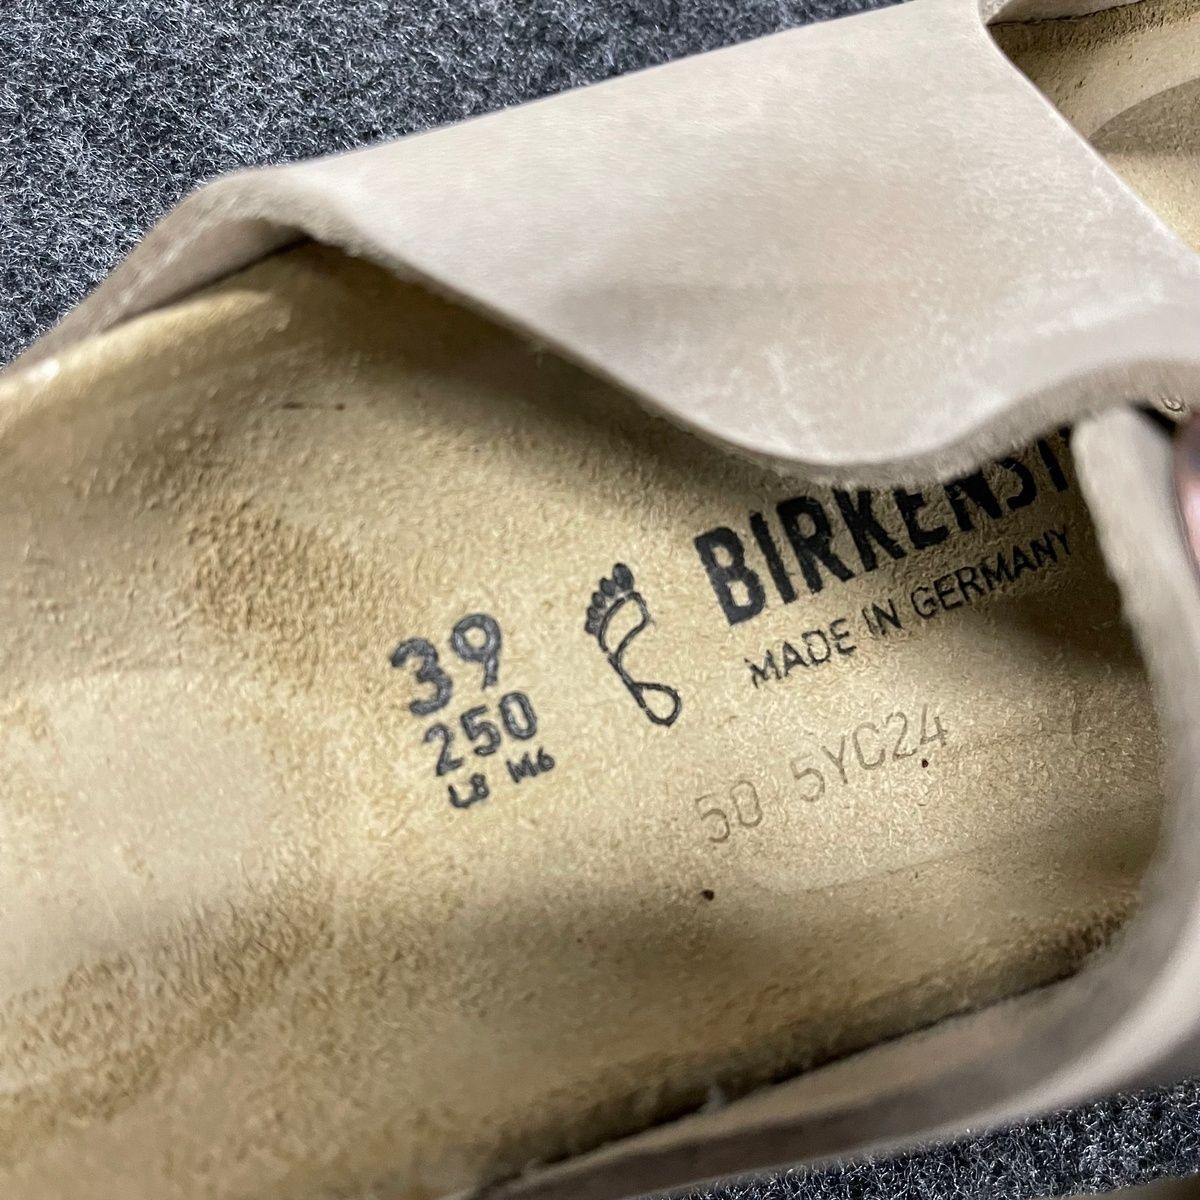 BIRKENST
MADE IN GERMANY
39
250
L8 M6
50 5YC24